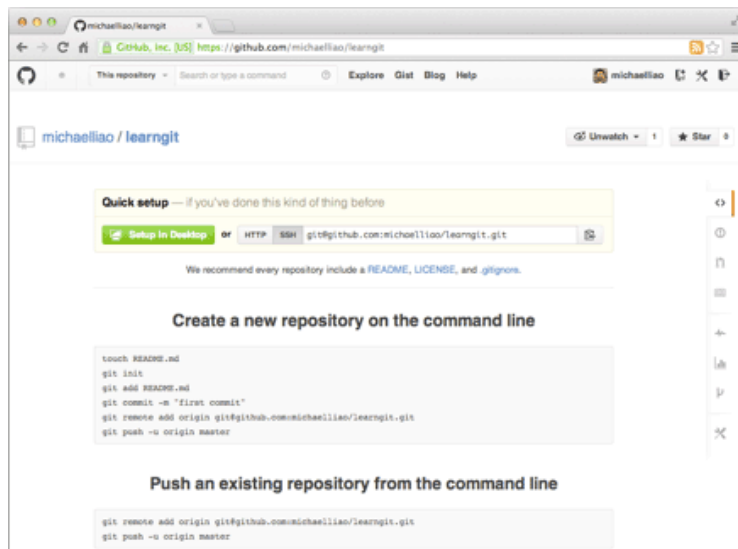 michaelliao/learngit
GitHub, Inc. [US] https://github.com/michaelliao/learngit
This repository Search or type a command Explore Gist Blog Help michaelliao
michaelliao / learngit Unwatch 1 Star 0
Quick setup — if you've done this kind of thing before
Setup in Desktop or HTTP SSH git@github.com:michaelliao/learngit.git
We recommend every repository include a README, LICENSE, and .gitignore.
Create a new repository on the command line
touch README.md
git init
git add README.md
git commit -m "first commit"
git remote add origin git@github.com:michaelliao/learngit.git
git push -u origin master
Push an existing repository from the command line
git remote add origin git@github.com:michaelliao/learngit.git
git push -u origin master